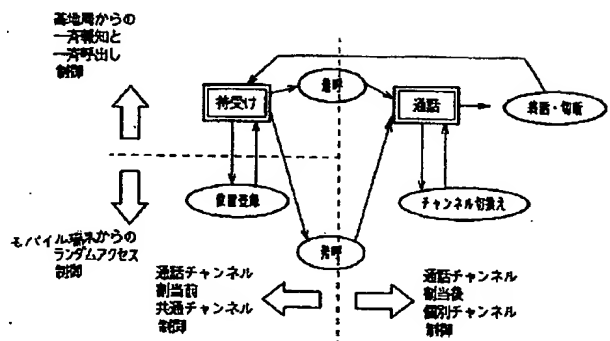 基地局からの
一斉報知と
一斉呼出し
制御
待受け
着呼
通話
終話・切断
位置登録
チャンネル切換え
モバイル端末からの
ランダムアクセス
制御
発呼
通話チャンネル
割当前
共通チャンネル
制御
通話チャンネル
割当後
個別チャンネル
制御